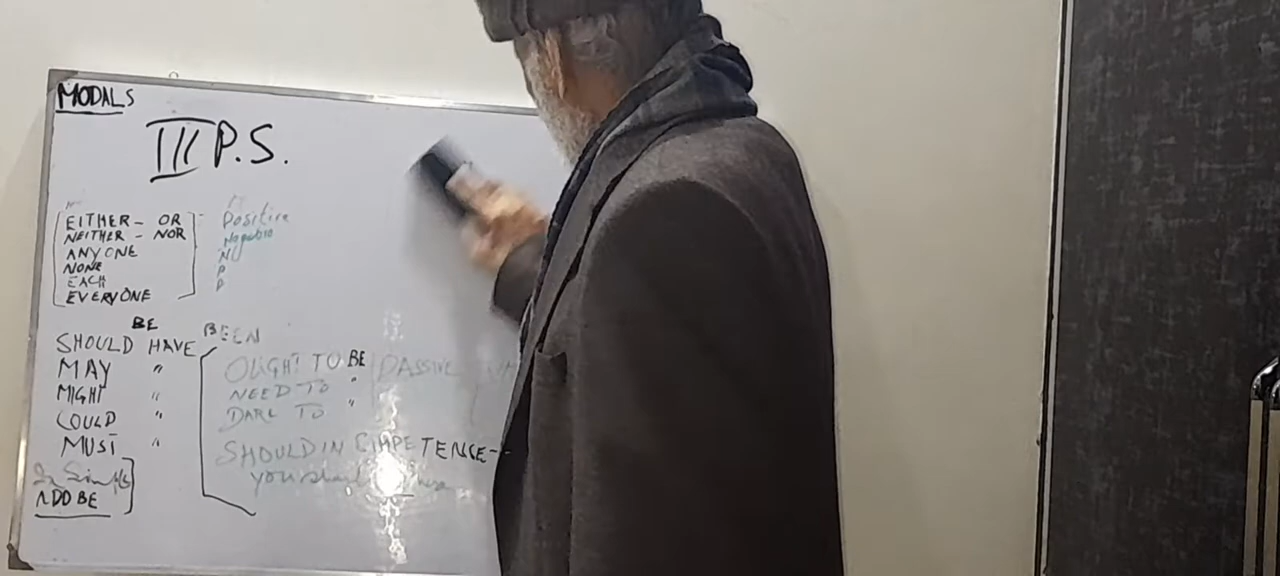 MODALS
III P.S.
EITHER - OR Positive
NEITHER - NOR
ANYONE N
NONE P
EACH P
EVERYONE
BE
SHOULD HAVE BEEN
MAY " OUGHT TO BE PASSIVE
MIGHT " NEED TO "
COULD " DARE TO "
MUST " SHOULD IN COMPETENCE -
you
ADD BE